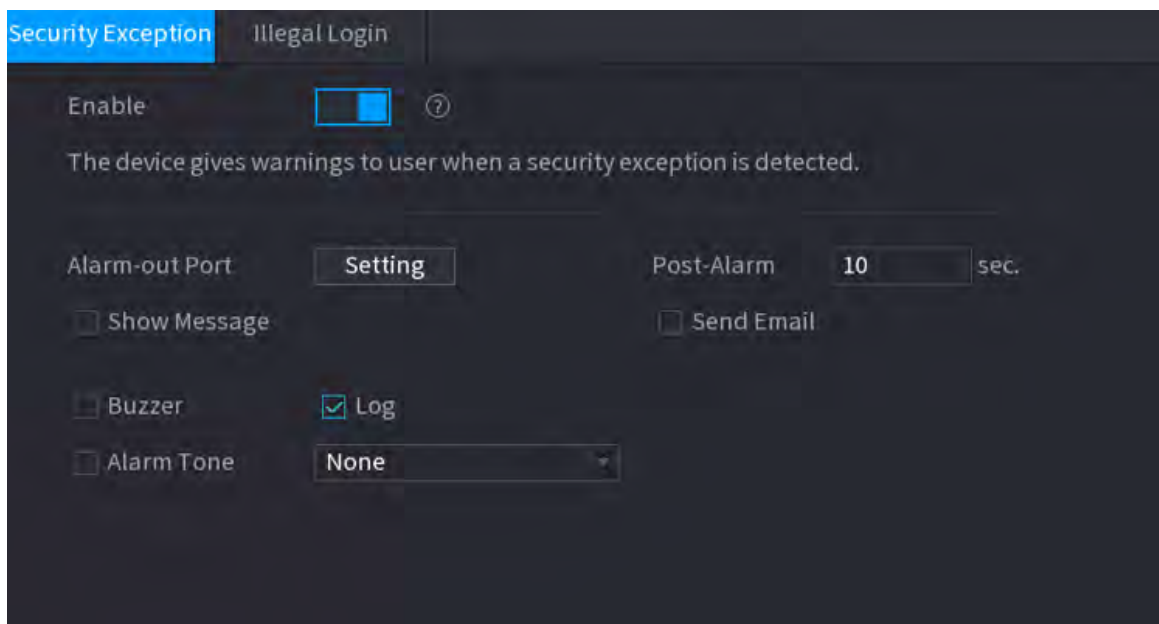 Security Exception Illegal Login
Enable ?
The device gives warnings to user when a security exception is detected.
Alarm-out Port Setting Post-Alarm 10 sec.
Show Message Send Email
Buzzer Log
Alarm Tone None